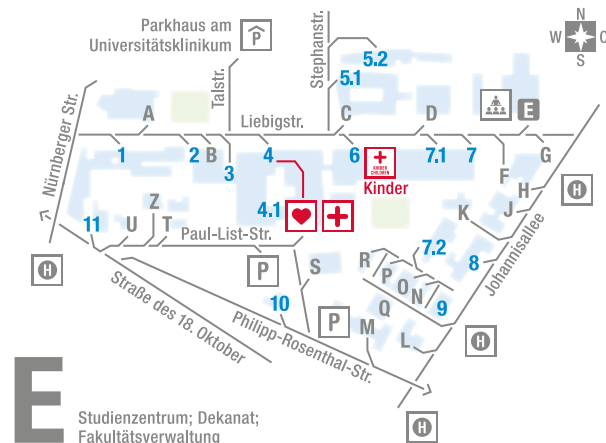 Parkhaus am
Universitätsklinikum
P
N
W
O
S
Stephanstr.
5.2
5.1
Talstr.
Nürnberger Str.
A
Liebigstr.
C
D
E
1
2
B
3
4
6
KINDER
CHILDREN
Kinder
7.1
7
F
G
H
H
J
K
4.1
Z
11
U
T
Paul-List-Str.
H
P
S
R
P
O
N
7.2
8
Johannisallee
9
Q
10
P
M
L
H
Straße des 18. Oktober
Philipp-Rosenthal-Str.
H
E
Studienzentrum; Dekanat;
Fakultätsverwaltung